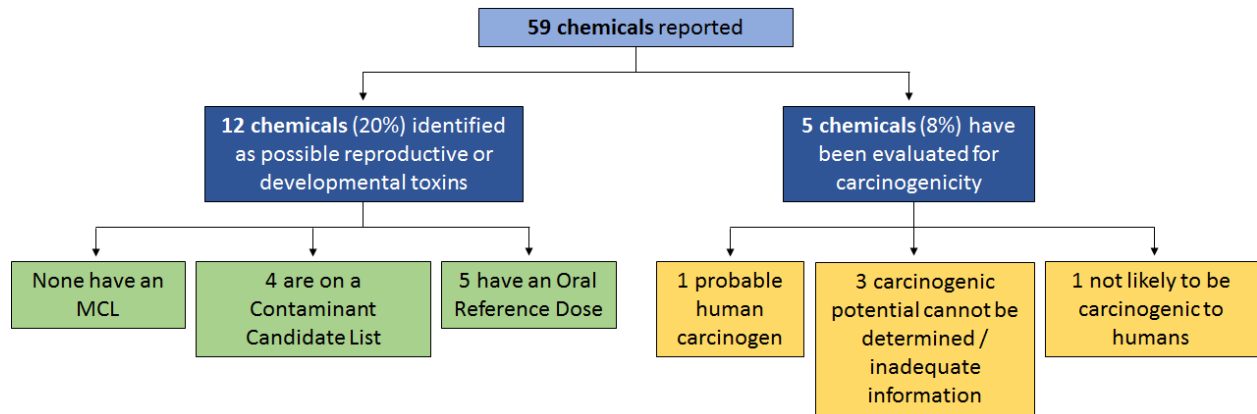 59 chemicals reported
12 chemicals (20%) identified
as possible reproductive or
developmental toxins
5 chemicals (8%) have
been evaluated for
carcinogenicity
None have an
MCL
4 are on a
Contaminant
Candidate List
5 have an Oral
Reference Dose
1 probable
human
carcinogen
3 carcinogenic
potential cannot be
determined /
inadequate
information
1 not likely to be
carcinogenic to
humans